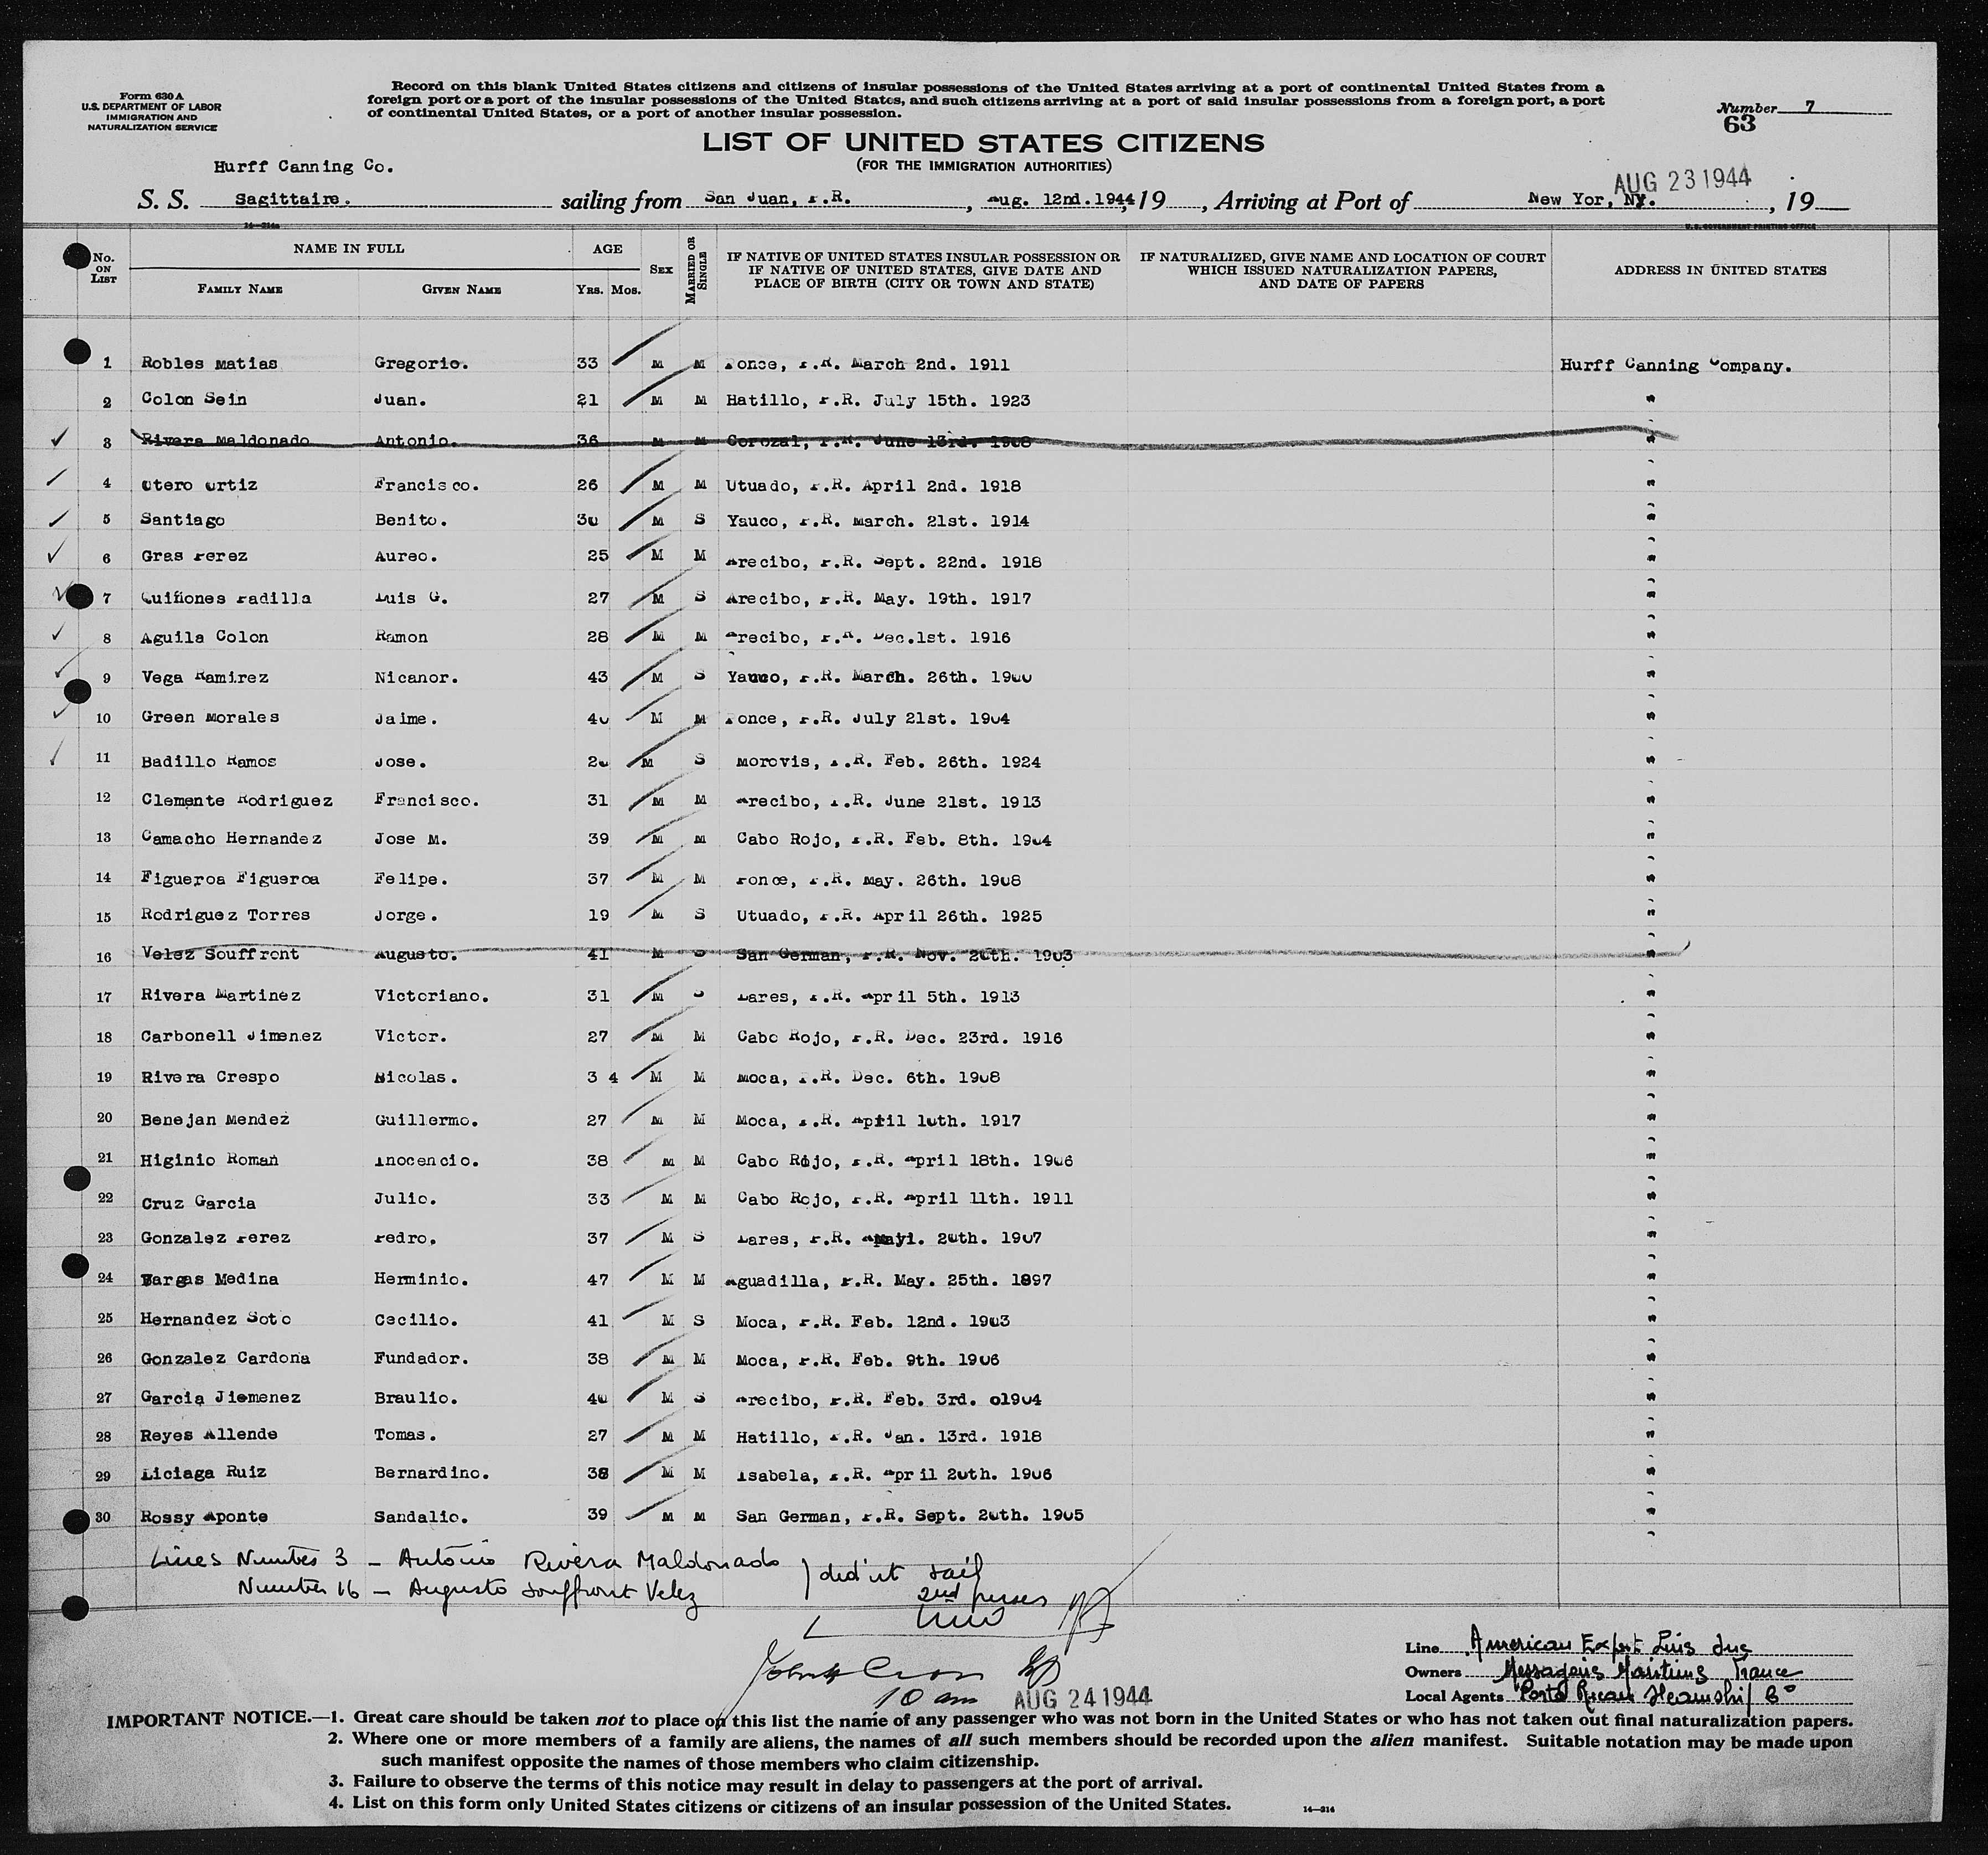 Form 630 A
U.S. DEPARTMENT OF LABOR
IMMIGRATION AND
NATURALIZATION SERVICE
Record on this blank United States citizens and citizens of insular possessions of the United States arriving at a port of continental United States from a
foreign port or a port of the insular possessions of the United States, and such citizens arriving at a port of said insular possessions from a foreign port, a port
of continental United States, or a port of another insular possession.
Number 7
63
LIST OF UNITED STATES CITIZENS
(FOR THE IMMIGRATION AUTHORITIES)
Hurff Canning Co.
AUG 23 1944
S. S. Sagittaire. sailing from San Juan, P.R. , Aug. 12nd. 1944, 19 , Arriving at Port of New Yor, NY. , 19
14—314a
U.S. GOVERNMENT PRINTING OFFICE
No. ON LIST NAME IN FULL FAMILY NAME GIVEN NAME AGE YRS. MOS. SEX MARRIED OR SINGLE IF NATIVE OF UNITED STATES INSULAR POSSESSION OR IF NATIVE OF UNITED STATES, GIVE DATE AND PLACE OF BIRTH (CITY OR TOWN AND STATE) IF NATURALIZED, GIVE NAME AND LOCATION OF COURT WHICH ISSUED NATURALIZATION PAPERS, AND DATE OF PAPERS ADDRESS IN UNITED STATES
1 Robles Matias Gregorio. 33 M M Ponce, P.R. March 2nd. 1911 Hurff Canning Company.
2 Colon Sein Juan. 21 M M Hatillo, P.R. July 15th. 1923 "
3 Rivera Maldonado Antonio. 36 M M Corozal, P.R. June 13rd. 1908 "
4 Otero Ortiz Francisco. 26 M M Utuado, P.R. April 2nd. 1918 "
5 Santiago Benito. 30 M S Yauco, P.R. March. 21st. 1914 "
6 Gras Perez Aureo. 25 M M Arecibo, P.R. Sept. 22nd. 1918 "
7 Quiñones Padilla Luis G. 27 M S Arecibo, P.R. May. 19th. 1917 "
8 Aguila Colon Ramon 28 M M Arecibo, P.R. Dec.1st. 1916 "
9 Vega Ramirez Nicanor. 43 M S Yauco, P.R. March. 26th. 1900 "
10 Green Morales Jaime. 40 M M Ponce, P.R. July 21st. 1904 "
11 Badillo Ramos Jose. 20 M S Morovis, P.R. Feb. 26th. 1924 "
12 Clemente Rodriguez Francisco. 31 M M Arecibo, P.R. June 21st. 1913 "
13 Camacho Hernandez Jose M. 39 M M Cabo Rojo, P.R. Feb. 8th. 1904 "
14 Figueroa Figueroa Felipe. 37 M M Ponce, P.R. May. 26th. 1908 "
15 Rodriguez Torres Jorge. 19 M S Utuado, P.R. April 26th. 1925 "
16 Velez Souffront Augusto. 41 M S San German, P.R. Nov. 20th. 1903 "
17 Rivera Martinez Victoriano. 31 M S Lares, P.R. April 5th. 1913 "
18 Carbonell Jimenez Victor. 27 M M Cabo Rojo, P.R. Dec. 23rd. 1916 "
19 Rivera Crespo Nicolas. 3 4 M M Moca, P.R. Dec. 6th. 1908 "
20 Benejan Mendez Guillermo. 27 M M Moca, P.R. April 10th. 1917 "
21 Higinio Roman Inocencio. 38 M M Cabo Rojo, P.R. April 18th. 1906 "
22 Cruz Garcia Julio. 33 M M Cabo Rojo, P.R. April 11th. 1911 "
23 Gonzalez Perez Pedro. 37 M S Lares, P.R. 20th. 1907 "
24 Vargas Medina Herminio. 47 M M Aguadilla, P.R. May. 25th. 1897 "
25 Hernandez Soto Cecilio. 41 M S Moca, P.R. Feb. 12nd. 1903 "
26 Gonzalez Cardona Fundador. 38 M M Moca, P.R. Feb. 9th. 1906 "
27 Garcia Jiemenez Braulio. 40 M S Arecibo, P.R. Feb. 3rd. o1904 "
28 Reyes Allende Tomas. 27 M M Hatillo, P.R. Jan. 13rd. 1918 "
29 Liciaga Ruiz Bernardino. 38 M M Isabela, P.R. April 20th. 1906 "
30 Rossy Aponte Sandalio. 39 M M San German, P.R. Sept. 20th. 1905 "
Lines Number 3 – Antonio Rivera Maldonado
Number 16 – Augusto Souffront Velez
did'nt sail
2nd purser
10 am AUG 24 1944
Line American Export Lines Inc
Owners Messageries Maritimes France
Local Agents Porto Rican Steamship Co
IMPORTANT NOTICE.—1. Great care should be taken not to place on this list the name of any passenger who was not born in the United States or who has not taken out final naturalization papers.
2. Where one or more members of a family are aliens, the names of all such members should be recorded upon the alien manifest. Suitable notation may be made upon
such manifest opposite the names of those members who claim citizenship.
3. Failure to observe the terms of this notice may result in delay to passengers at the port of arrival.
4. List on this form only United States citizens or citizens of an insular possession of the United States.
14—314